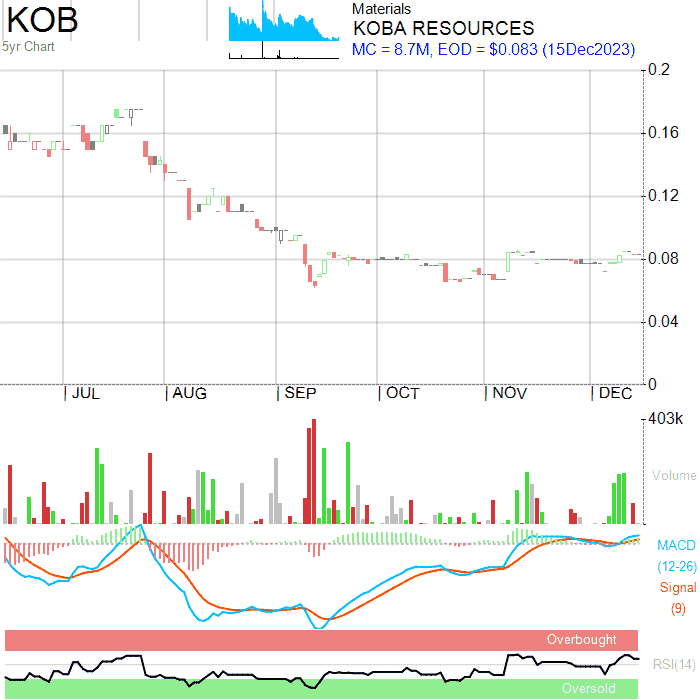 KOB
5yr Chart
Materials
KOBA RESOURCES
MC = 8.7M, EOD = $0.083 (15Dec2023)
0.2
0.16
0.12
0.08
0.04
0
JUL AUG SEP OCT NOV DEC
403k
Volume
MACD
(12-26)
Signal
(9)
Overbought
RSI(14)
Oversold